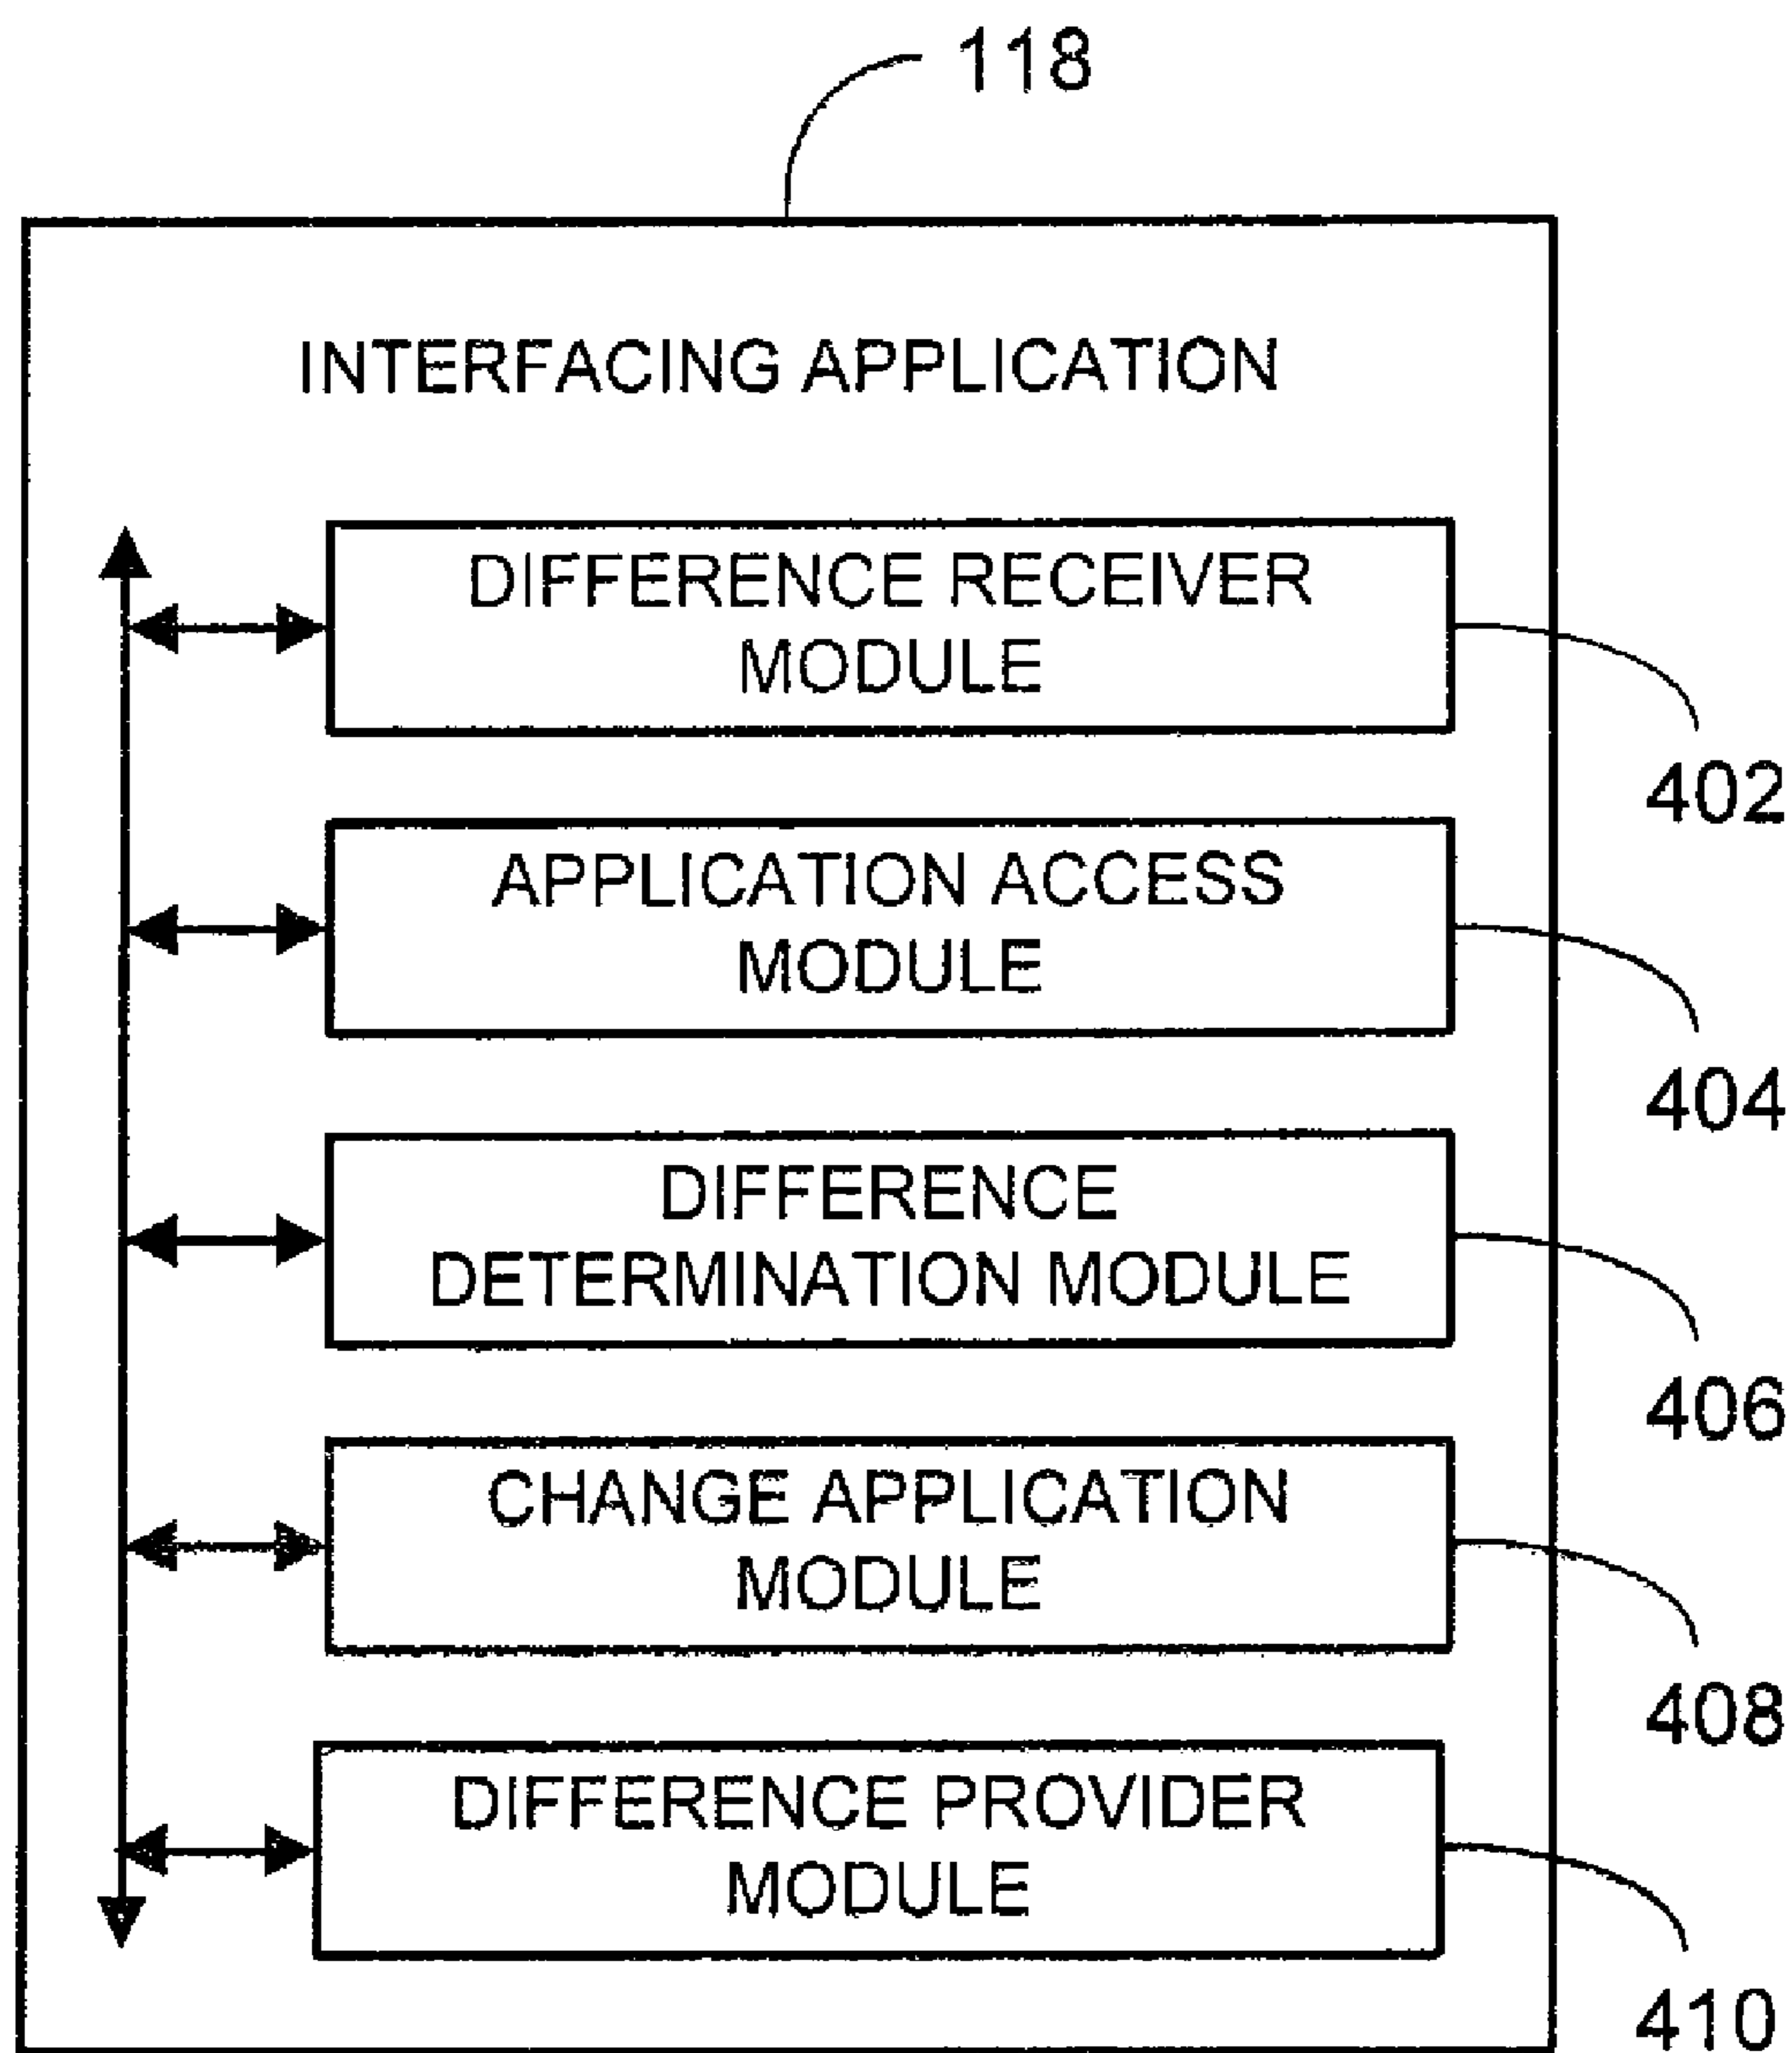 118
INTERFACING APPLICATION
DIFFERENCE RECEIVER
MODULE
402
APPLICATION ACCESS
MODULE
404
DIFFERENCE
DETERMINATION MODULE
406
CHANGE APPLICATION
MODULE
408
DIFFERENCE PROVIDER
MODULE
410